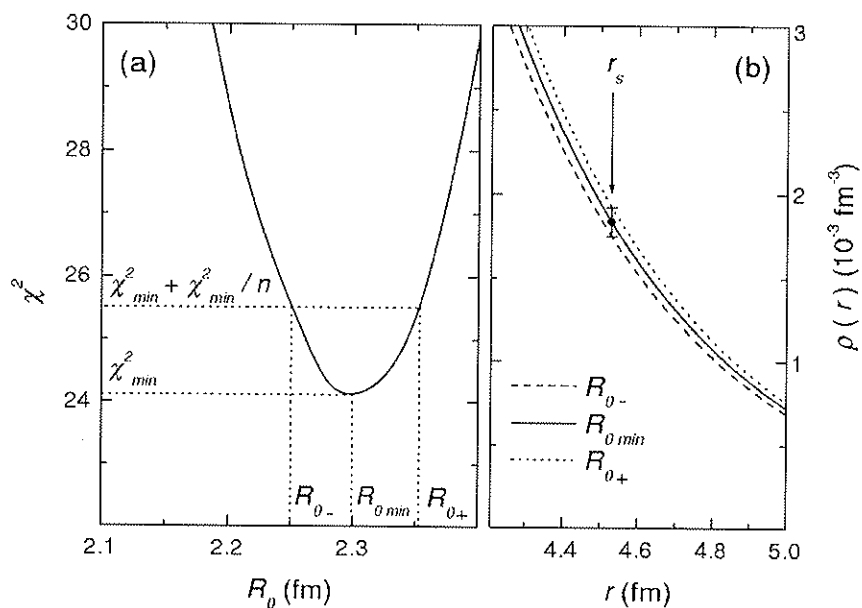 (a)
30
28
26
24
χ²
χ²min + χ²min / n
χ²min
R0 -
R0 min
R0+
2.1
2.2
2.3
R0 (fm)
(b)
rs
R0 -
R0 min
R0+
3
2
1
ρ (r) (10⁻³ fm⁻³)
4.4
4.6
4.8
5.0
r (fm)